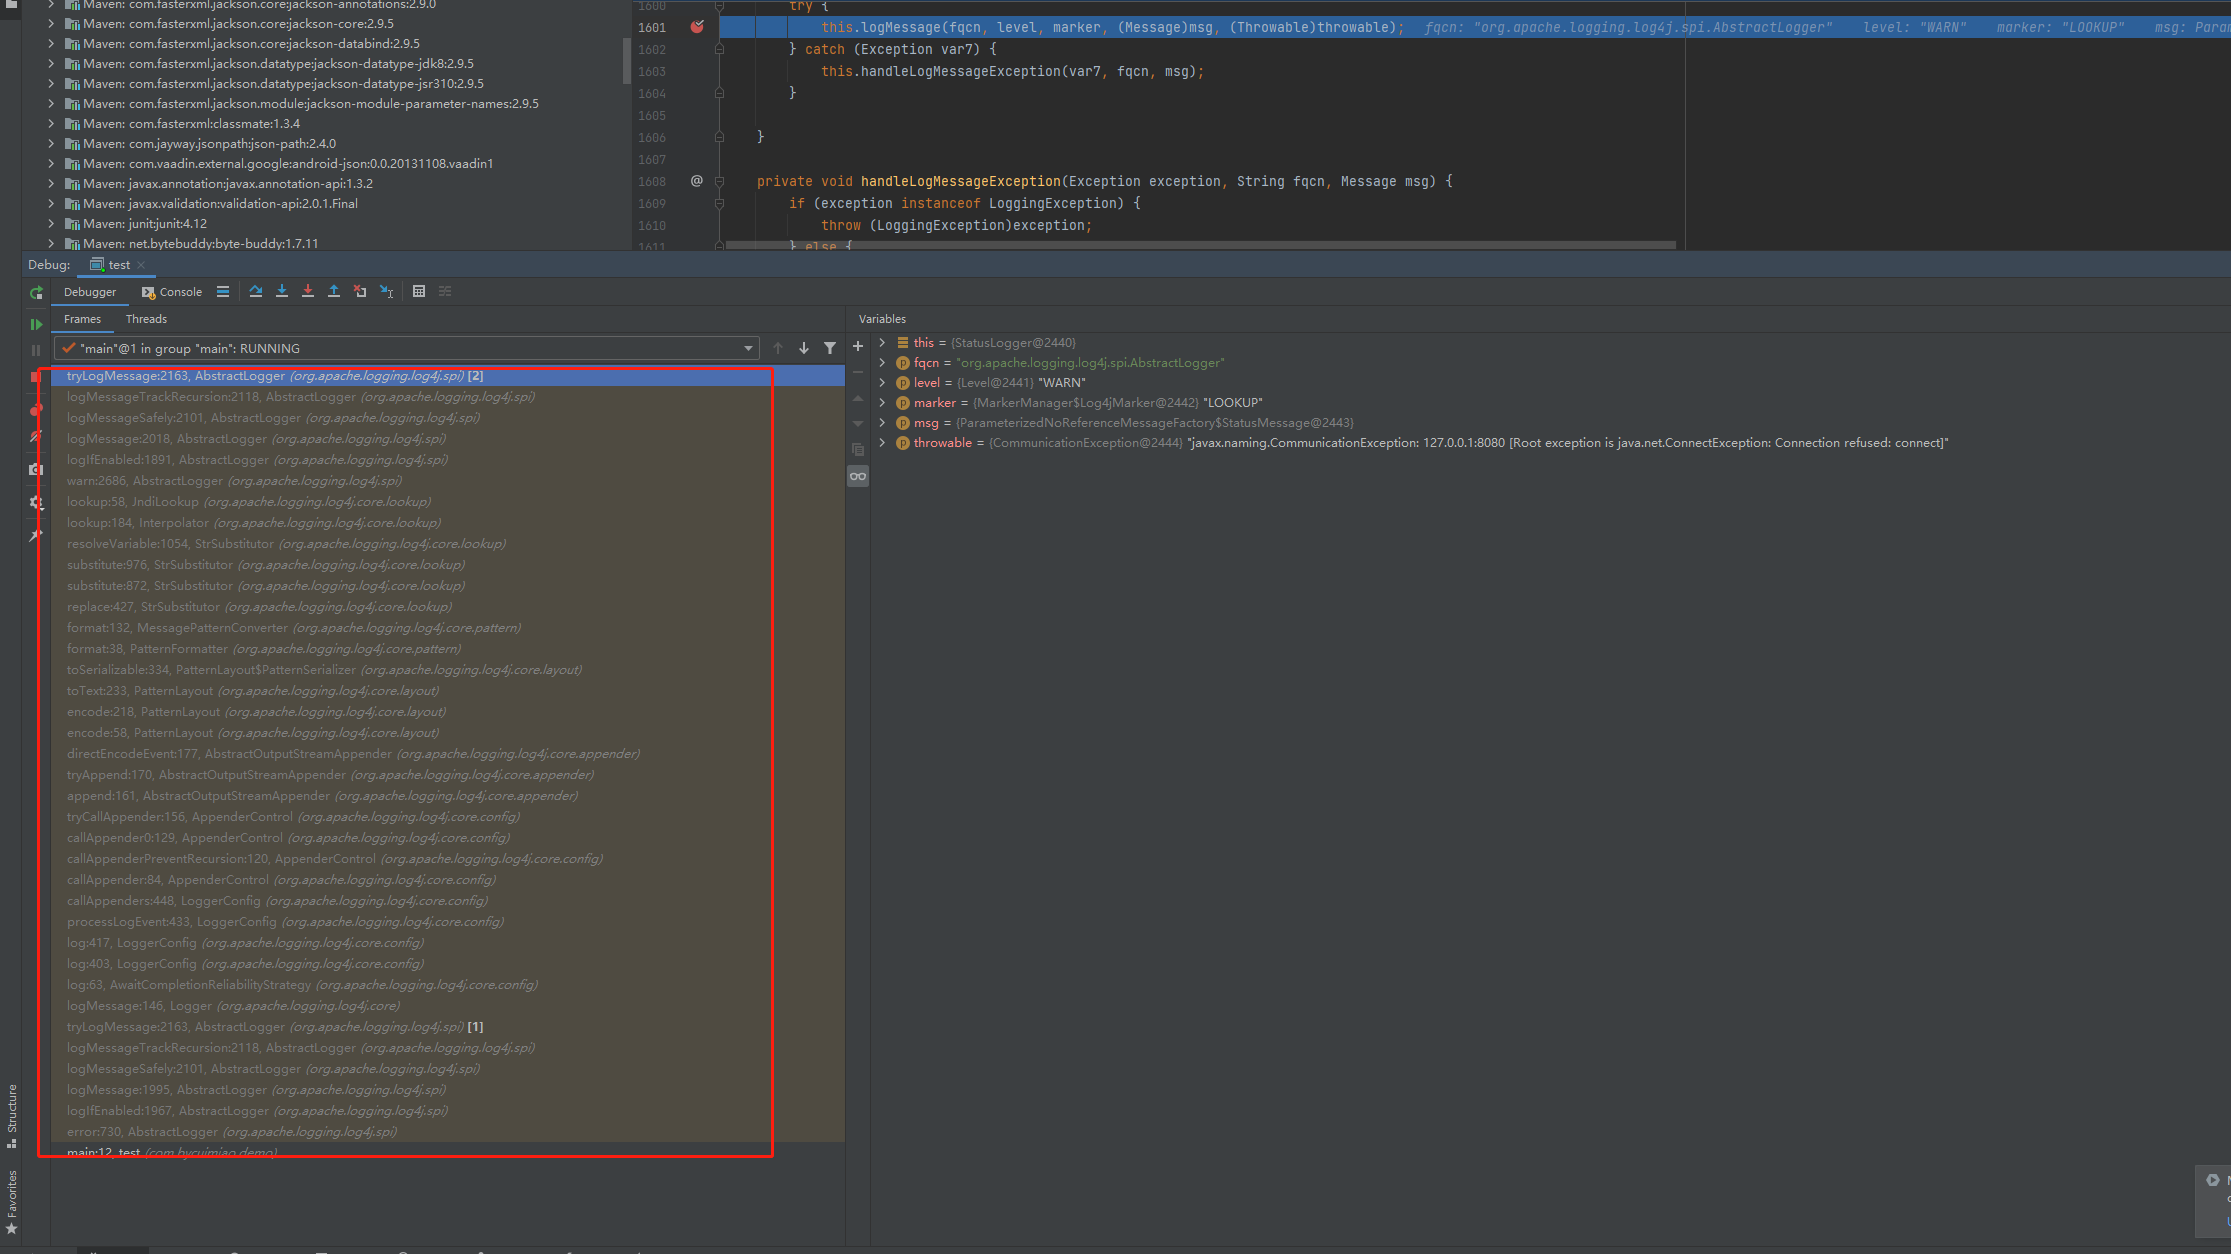 Maven: com.fasterxml.jackson.core:jackson-annotations:2.9.0
Maven: com.fasterxml.jackson.core:jackson-core:2.9.5
Maven: com.fasterxml.jackson.core:jackson-databind:2.9.5
Maven: com.fasterxml.jackson.datatype:jackson-datatype-jdk8:2.9.5
Maven: com.fasterxml.jackson.datatype:jackson-datatype-jsr310:2.9.5
Maven: com.fasterxml.jackson.module:jackson-module-parameter-names:2.9.5
Maven: com.fasterxml:classmate:1.3.4
Maven: com.jayway.jsonpath:json-path:2.4.0
Maven: com.vaadin.external.google:android-json:0.0.20131108.vaadin1
Maven: javax.annotation:javax.annotation-api:1.3.2
Maven: javax.validation:validation-api:2.0.1.Final
Maven: junit:junit:4.12
Maven: net.bytebuddy:byte-buddy:1.7.11
1600 try {
1601 this.logMessage(fqcn, level, marker, (Message)msg, (Throwable)throwable); fqcn: "org.apache.logging.log4j.spi.AbstractLogger" level: "WARN" marker: "LOOKUP" msg: Para
1602 } catch (Exception var7) {
1603 this.handleLogMessageException(var7, fqcn, msg);
1604 }
1605
1606 }
1607
1608 @ private void handleLogMessageException(Exception exception, String fqcn, Message msg) {
1609 if (exception instanceof LoggingException) {
1610 throw (LoggingException)exception;
1611 } else {
Debug: test
Debugger Console
Frames Threads
"main"@1 in group "main": RUNNING
tryLogMessage:2163, AbstractLogger (org.apache.logging.log4j.spi) [2]
logMessageTrackRecursion:2118, AbstractLogger (org.apache.logging.log4j.spi)
logMessageSafely:2101, AbstractLogger (org.apache.logging.log4j.spi)
logMessage:2018, AbstractLogger (org.apache.logging.log4j.spi)
logIfEnabled:1891, AbstractLogger (org.apache.logging.log4j.spi)
warn:2686, AbstractLogger (org.apache.logging.log4j.spi)
lookup:58, JndiLookup (org.apache.logging.log4j.core.lookup)
lookup:184, Interpolator (org.apache.logging.log4j.core.lookup)
resolveVariable:1054, StrSubstitutor (org.apache.logging.log4j.core.lookup)
substitute:976, StrSubstitutor (org.apache.logging.log4j.core.lookup)
substitute:872, StrSubstitutor (org.apache.logging.log4j.core.lookup)
replace:427, StrSubstitutor (org.apache.logging.log4j.core.lookup)
format:132, MessagePatternConverter (org.apache.logging.log4j.core.pattern)
format:38, PatternFormatter (org.apache.logging.log4j.core.pattern)
toSerializable:334, PatternLayout$PatternSerializer (org.apache.logging.log4j.core.layout)
toText:233, PatternLayout (org.apache.logging.log4j.core.layout)
encode:218, PatternLayout (org.apache.logging.log4j.core.layout)
encode:58, PatternLayout (org.apache.logging.log4j.core.layout)
directEncodeEvent:177, AbstractOutputStreamAppender (org.apache.logging.log4j.core.appender)
tryAppend:170, AbstractOutputStreamAppender (org.apache.logging.log4j.core.appender)
append:161, AbstractOutputStreamAppender (org.apache.logging.log4j.core.appender)
tryCallAppender:156, AppenderControl (org.apache.logging.log4j.core.config)
callAppender0:129, AppenderControl (org.apache.logging.log4j.core.config)
callAppenderPreventRecursion:120, AppenderControl (org.apache.logging.log4j.core.config)
callAppender:84, AppenderControl (org.apache.logging.log4j.core.config)
callAppenders:448, LoggerConfig (org.apache.logging.log4j.core.config)
processLogEvent:433, LoggerConfig (org.apache.logging.log4j.core.config)
log:417, LoggerConfig (org.apache.logging.log4j.core.config)
log:403, LoggerConfig (org.apache.logging.log4j.core.config)
log:63, AwaitCompletionReliabilityStrategy (org.apache.logging.log4j.core.config)
logMessage:146, Logger (org.apache.logging.log4j.core)
tryLogMessage:2163, AbstractLogger (org.apache.logging.log4j.spi) [1]
logMessageTrackRecursion:2118, AbstractLogger (org.apache.logging.log4j.spi)
logMessageSafely:2101, AbstractLogger (org.apache.logging.log4j.spi)
logMessage:1995, AbstractLogger (org.apache.logging.log4j.spi)
logIfEnabled:1967, AbstractLogger (org.apache.logging.log4j.spi)
error:730, AbstractLogger (org.apache.logging.log4j.spi)
main:12, test (com.bycuimiao.demo)
Variables
this = {StatusLogger@2440}
fqcn = "org.apache.logging.log4j.spi.AbstractLogger"
level = {Level@2441} "WARN"
marker = {MarkerManager$Log4jMarker@2442} "LOOKUP"
msg = {ParameterizedNoReferenceMessageFactory$StatusMessage@2443}
throwable = {CommunicationException@2444} "javax.naming.CommunicationException: 127.0.0.1:8080 [Root exception is java.net.ConnectException: Connection refused: connect]"
Structure
Favorites